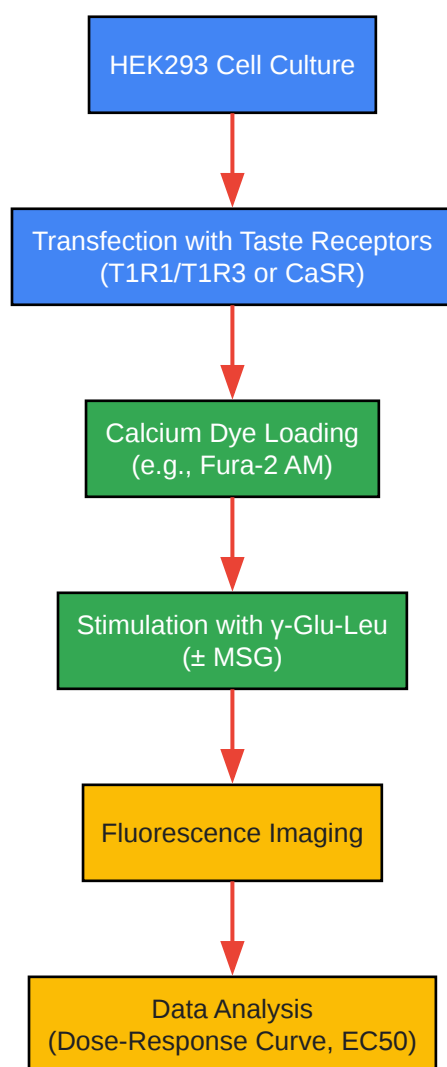 HEK293 Cell Culture
Transfection with Taste Receptors
(T1R1/T1R3 or CaSR)
Calcium Dye Loading
(e.g., Fura-2 AM)
Stimulation with γ-Glu-Leu
(± MSG)
Fluorescence Imaging
Data Analysis
(Dose-Response Curve, EC50)